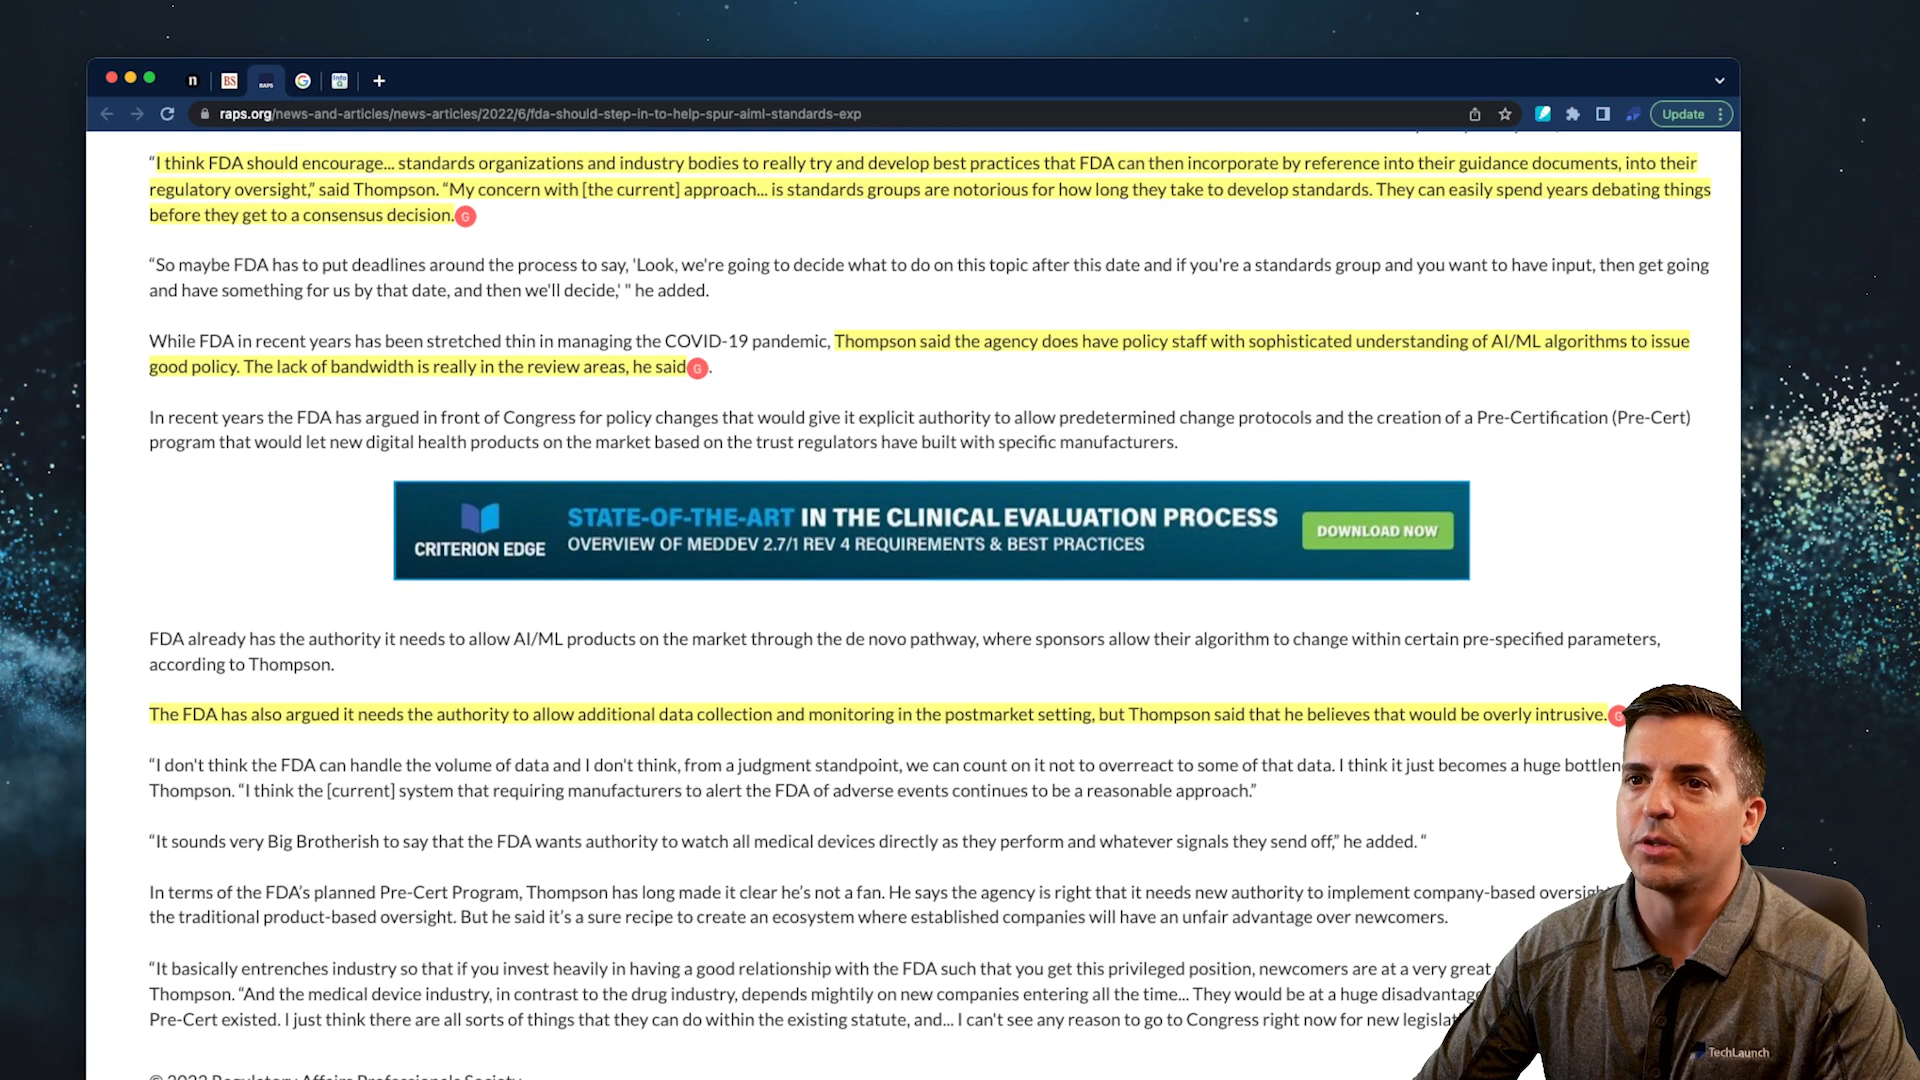 n BS RAPS G Info Q +
raps.org/news-and-articles/news-articles/2022/6/fda-should-step-in-to-help-spur-aiml-standards-exp
Update
“I think FDA should encourage... standards organizations and industry bodies to really try and develop best practices that FDA can then incorporate by reference into their guidance documents, into their
regulatory oversight,” said Thompson. “My concern with [the current] approach... is standards groups are notorious for how long they take to develop standards. They can easily spend years debating things
before they get to a consensus decision. G
“So maybe FDA has to put deadlines around the process to say, 'Look, we're going to decide what to do on this topic after this date and if you're a standards group and you want to have input, then get going
and have something for us by that date, and then we'll decide,' " he added.
While FDA in recent years has been stretched thin in managing the COVID-19 pandemic, Thompson said the agency does have policy staff with sophisticated understanding of AI/ML algorithms to issue
good policy. The lack of bandwidth is really in the review areas, he said G.
In recent years the FDA has argued in front of Congress for policy changes that would give it explicit authority to allow predetermined change protocols and the creation of a Pre-Certification (Pre-Cert)
program that would let new digital health products on the market based on the trust regulators have built with specific manufacturers.
STATE-OF-THE-ART IN THE CLINICAL EVALUATION PROCESS
OVERVIEW OF MEDDEV 2.7/1 REV 4 REQUIREMENTS & BEST PRACTICES
CRITERION EDGE
DOWNLOAD NOW
FDA already has the authority it needs to allow AI/ML products on the market through the de novo pathway, where sponsors allow their algorithm to change within certain pre-specified parameters,
according to Thompson.
The FDA has also argued it needs the authority to allow additional data collection and monitoring in the postmarket setting, but Thompson said that he believes that would be overly intrusive. G
“I don't think the FDA can handle the volume of data and I don't think, from a judgment standpoint, we can count on it not to overreact to some of that data. I think it just becomes a huge bottlen
Thompson. “I think the [current] system that requiring manufacturers to alert the FDA of adverse events continues to be a reasonable approach.”
“It sounds very Big Brotherish to say that the FDA wants authority to watch all medical devices directly as they perform and whatever signals they send off,” he added. “
In terms of the FDA’s planned Pre-Cert Program, Thompson has long made it clear he’s not a fan. He says the agency is right that it needs new authority to implement company-based oversigh
the traditional product-based oversight. But he said it’s a sure recipe to create an ecosystem where established companies will have an unfair advantage over newcomers.
“It basically entrenches industry so that if you invest heavily in having a good relationship with the FDA such that you get this privileged position, newcomers are at a very great
Thompson. “And the medical device industry, in contrast to the drug industry, depends mightily on new companies entering all the time... They would be at a huge disadvantage
Pre-Cert existed. I just think there are all sorts of things that they can do within the existing statute, and... I can't see any reason to go to Congress right now for new legislat
© 2022 Regulatory Affairs Professionals Society
TechLaunch